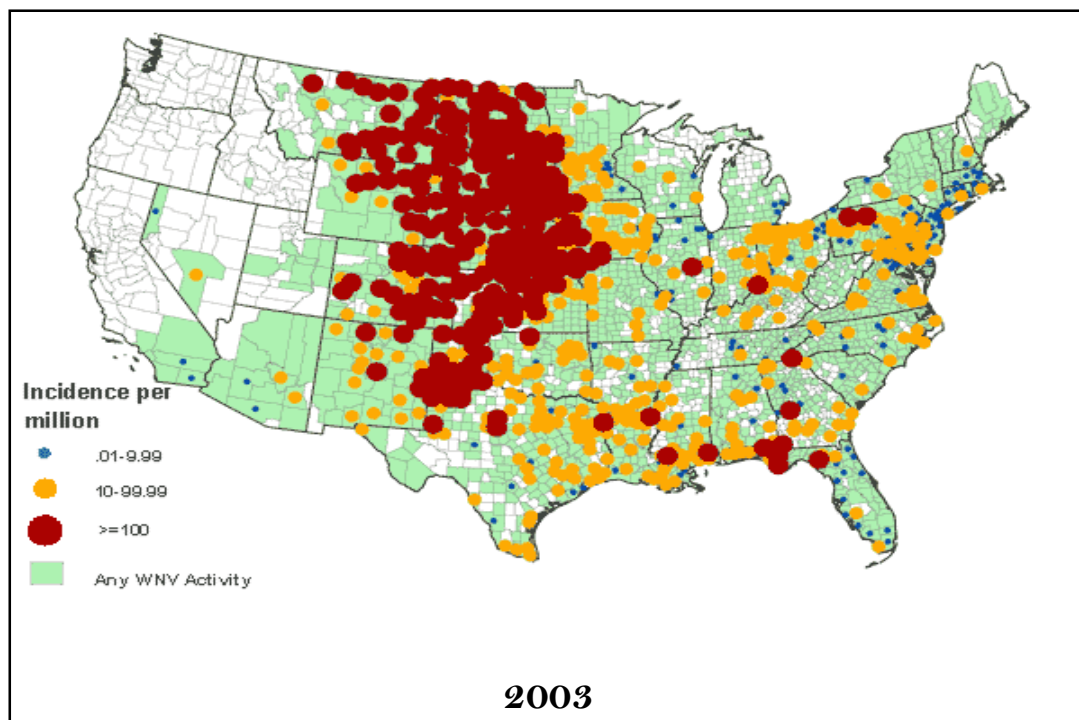 Incidence per
million
.01-9.99
10-99.99
>=100
Any WNV Activity
2003